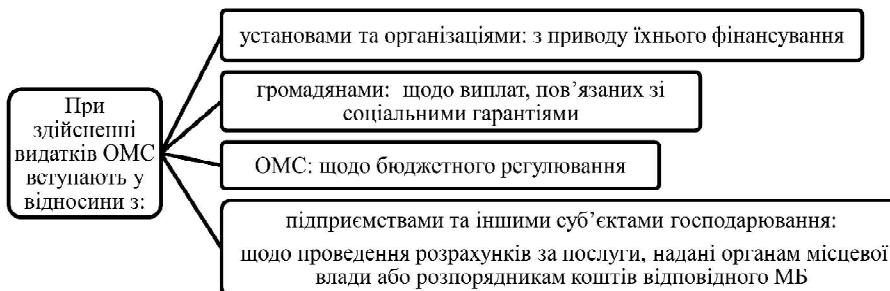 При
здійсненні
видатків ОМС
вступають у
відносини з:
установами та організаціями: з приводу їхнього фінансування
громадянами: щодо виплат, пов’язаних зі
соціальними гарантіями
ОМС: щодо бюджетного регулювання
підприємствами та іншими суб’єктами господарювання:
щодо проведення розрахунків за послуги, надані органам місцевої
влади або розпорядникам коштів відповідного МБ